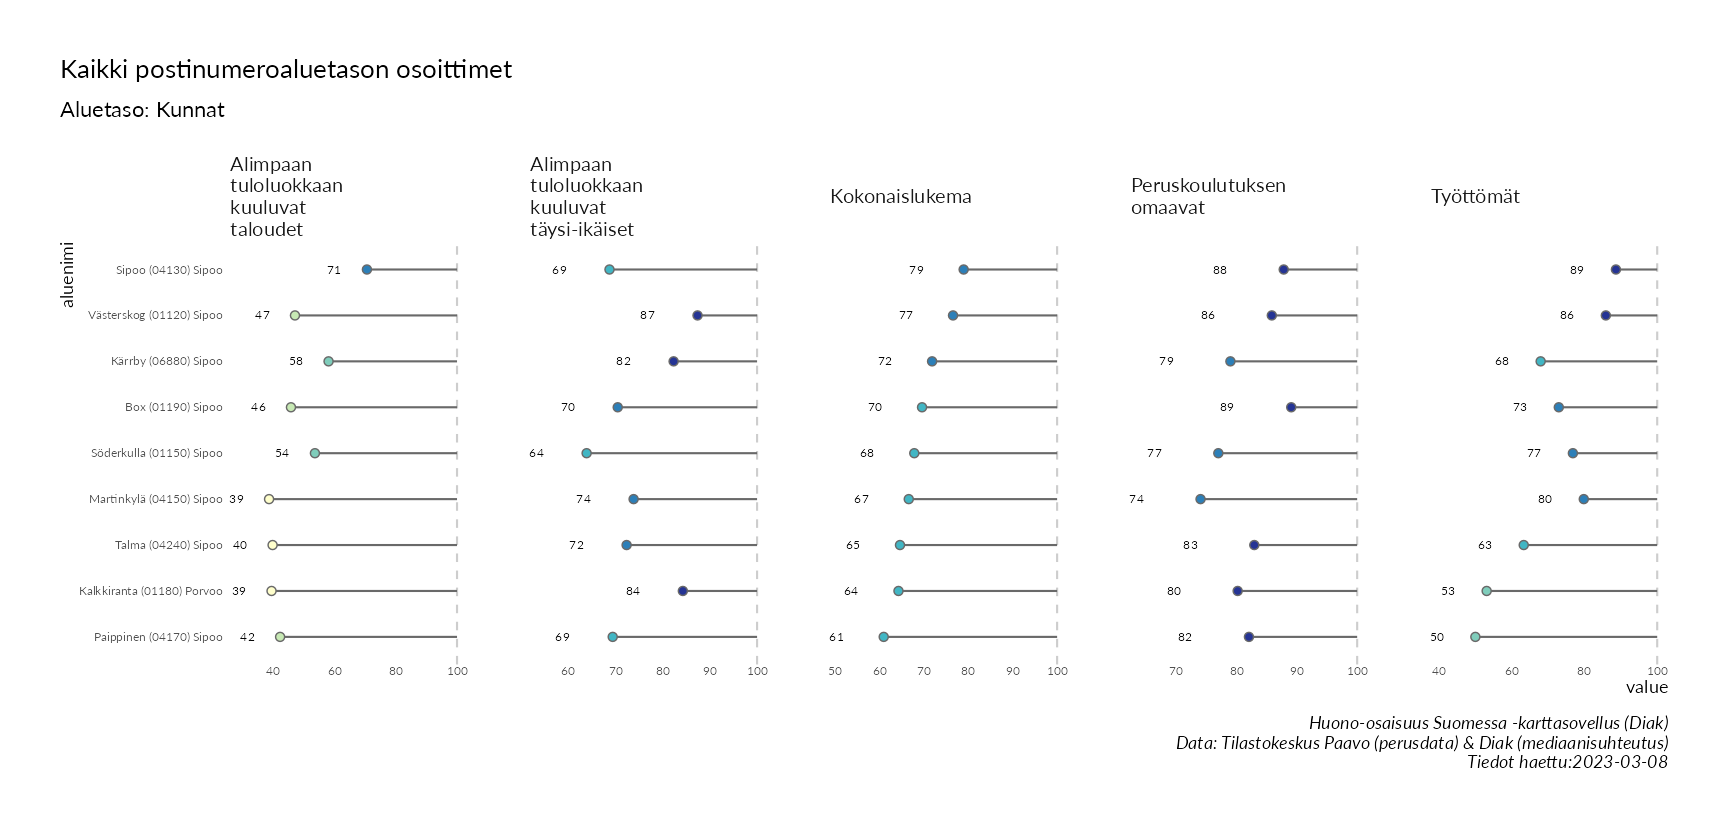 Kaikki postinumeroaluetason osoittimet
Aluetaso: Kunnat
Alimpaan
tuloluokkaan
kuuluvat
taloudet
Alimpaan
tuloluokkaan
kuuluvat
täysi-ikäiset
Kokonaislukema
Peruskoulutuksen
omaavat
Työttömät
aluenimi
Sipoo (04130) Sipoo 71 69 79 88 89
Västerskog (01120) Sipoo 47 87 77 86 86
Kärrby (06880) Sipoo 58 82 72 79 68
Box (01190) Sipoo 46 70 70 89 73
Söderkulla (01150) Sipoo 54 64 68 77 77
Martinkylä (04150) Sipoo 39 74 67 74 80
Talma (04240) Sipoo 40 72 65 83 63
Kalkkiranta (01180) Porvoo 39 84 64 80 53
Paippinen (04170) Sipoo 42 69 61 82 50
40 60 80 100 60 70 80 90 100 50 60 70 80 90 100 70 80 90 100 40 60 80 100
value
Huono-osaisuus Suomessa -karttasovellus (Diak)
Data: Tilastokeskus Paavo (perusdata) & Diak (mediaanisuhteutus)
Tiedot haettu:2023-03-08